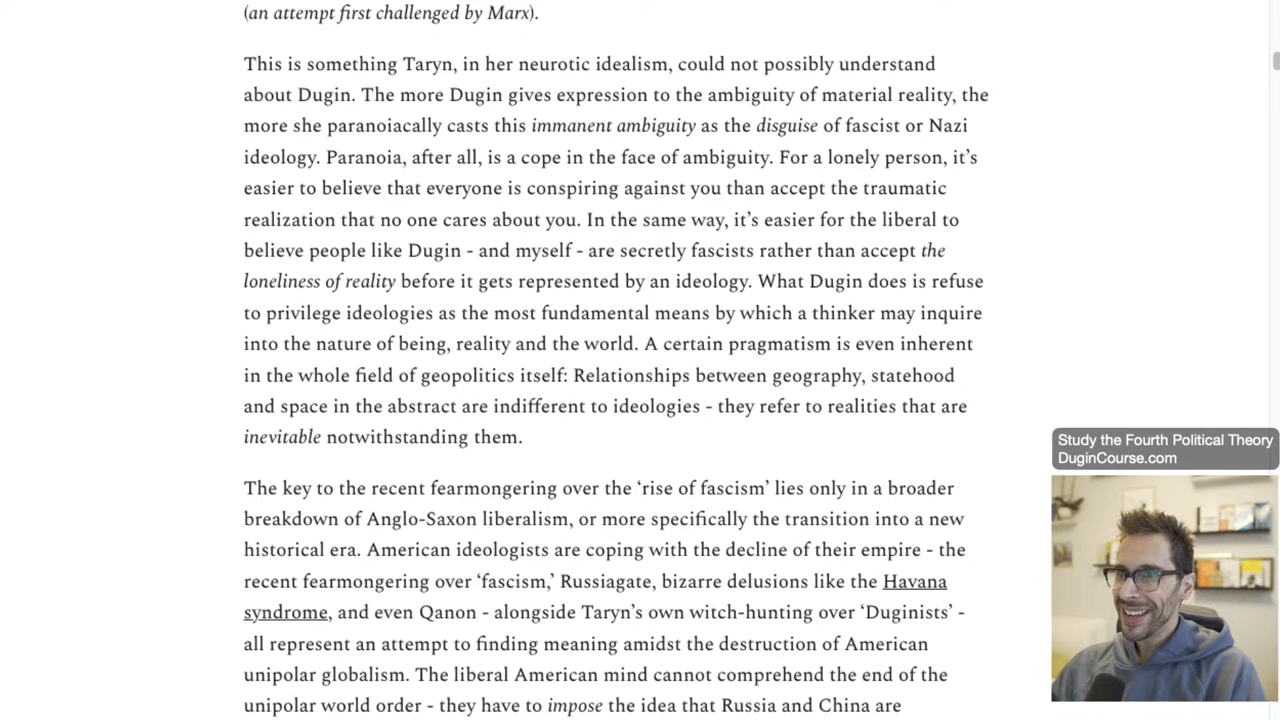 (an attempt first challenged by Marx).
This is something Taryn, in her neurotic idealism, could not possibly understand
about Dugin. The more Dugin gives expression to the ambiguity of material reality, the
more she paranoiacally casts this immanent ambiguity as the disguise of fascist or Nazi
ideology. Paranoia, after all, is a cope in the face of ambiguity. For a lonely person, it’s
easier to believe that everyone is conspiring against you than accept the traumatic
realization that no one cares about you. In the same way, it’s easier for the liberal to
believe people like Dugin - and myself - are secretly fascists rather than accept the
loneliness of reality before it gets represented by an ideology. What Dugin does is refuse
to privilege ideologies as the most fundamental means by which a thinker may inquire
into the nature of being, reality and the world. A certain pragmatism is even inherent
in the whole field of geopolitics itself: Relationships between geography, statehood
and space in the abstract are indifferent to ideologies - they refer to realities that are
inevitable notwithstanding them.
The key to the recent fearmongering over the ‘rise of fascism’ lies only in a broader
breakdown of Anglo-Saxon liberalism, or more specifically the transition into a new
historical era. American ideologists are coping with the decline of their empire - the
recent fearmongering over ‘fascism,’ Russiagate, bizarre delusions like the Havana
syndrome, and even Qanon - alongside Taryn’s own witch-hunting over ‘Duginists’ -
all represent an attempt to finding meaning amidst the destruction of American
unipolar globalism. The liberal American mind cannot comprehend the end of the
unipolar world order - they have to impose the idea that Russia and China are
Study the Fourth Political Theory
DuginCourse.com